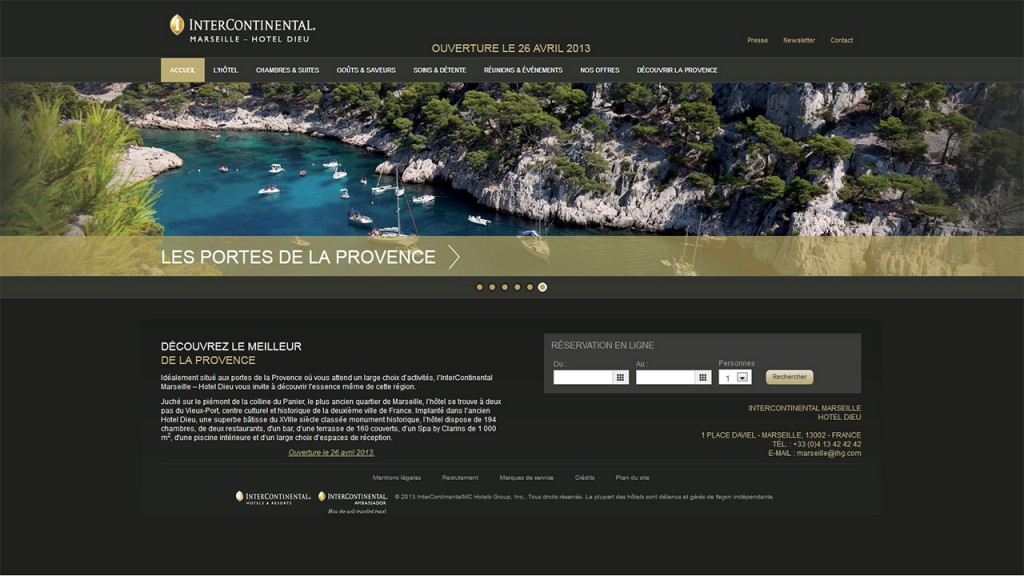 INTERCONTINENTAL.
MARSEILLE – HOTEL DIEU
OUVERTURE LE 26 AVRIL 2013
Presse Newsletter Contact
ACCUEIL L'HÔTEL CHAMBRES & SUITES GOÛTS & SAVEURS SOINS & DÉTENTE RÉUNIONS & ÉVÉNEMENTS NOS OFFRES DÉCOUVRIR LA PROVENCE
LES PORTES DE LA PROVENCE
DÉCOUVREZ LE MEILLEUR
DE LA PROVENCE
Idéalement situé aux portes de la Provence où vous attend un large choix d'activités, l'InterContinental
Marseille – Hotel Dieu vous invite à découvrir l'essence même de cette région.
Juché sur le piémont de la colline du Panier, le plus ancien quartier de Marseille, l'hôtel se trouve à deux
pas du Vieux-Port, centre culturel et historique de la deuxième ville de France. Implanté dans l'ancien
Hotel Dieu, une superbe bâtisse du XVIIIe siècle classée monument historique, l'hôtel dispose de 194
chambres, de deux restaurants, d'un bar, d'une terrasse de 160 couverts, d'un Spa by Clarins de 1 000
m², d'une piscine intérieure et d'un large choix d'espaces de réception.
Ouverture le 26 avril 2013.
RÉSERVATION EN LIGNE
Du : Au : Personnes :
1 Rechercher
INTERCONTINENTAL MARSEILLE
HOTEL DIEU
1 PLACE DAVIEL - MARSEILLE, 13002 - FRANCE
TÉL. : +33 (0)4 13 42 42 42
E-MAIL : marseille@ihg.com
Mentions légales Recrutement Marques de service Crédits Plan du site
INTERCONTINENTAL.
HOTELS & RESORTS
INTERCONTINENTAL.
AMBASSADOR
How the well-travelled travel.
© 2013 InterContinentalMC Hotels Group, Inc.. Tous droits réservés. La plupart des hôtels sont détenus et gérés de façon indépendante.